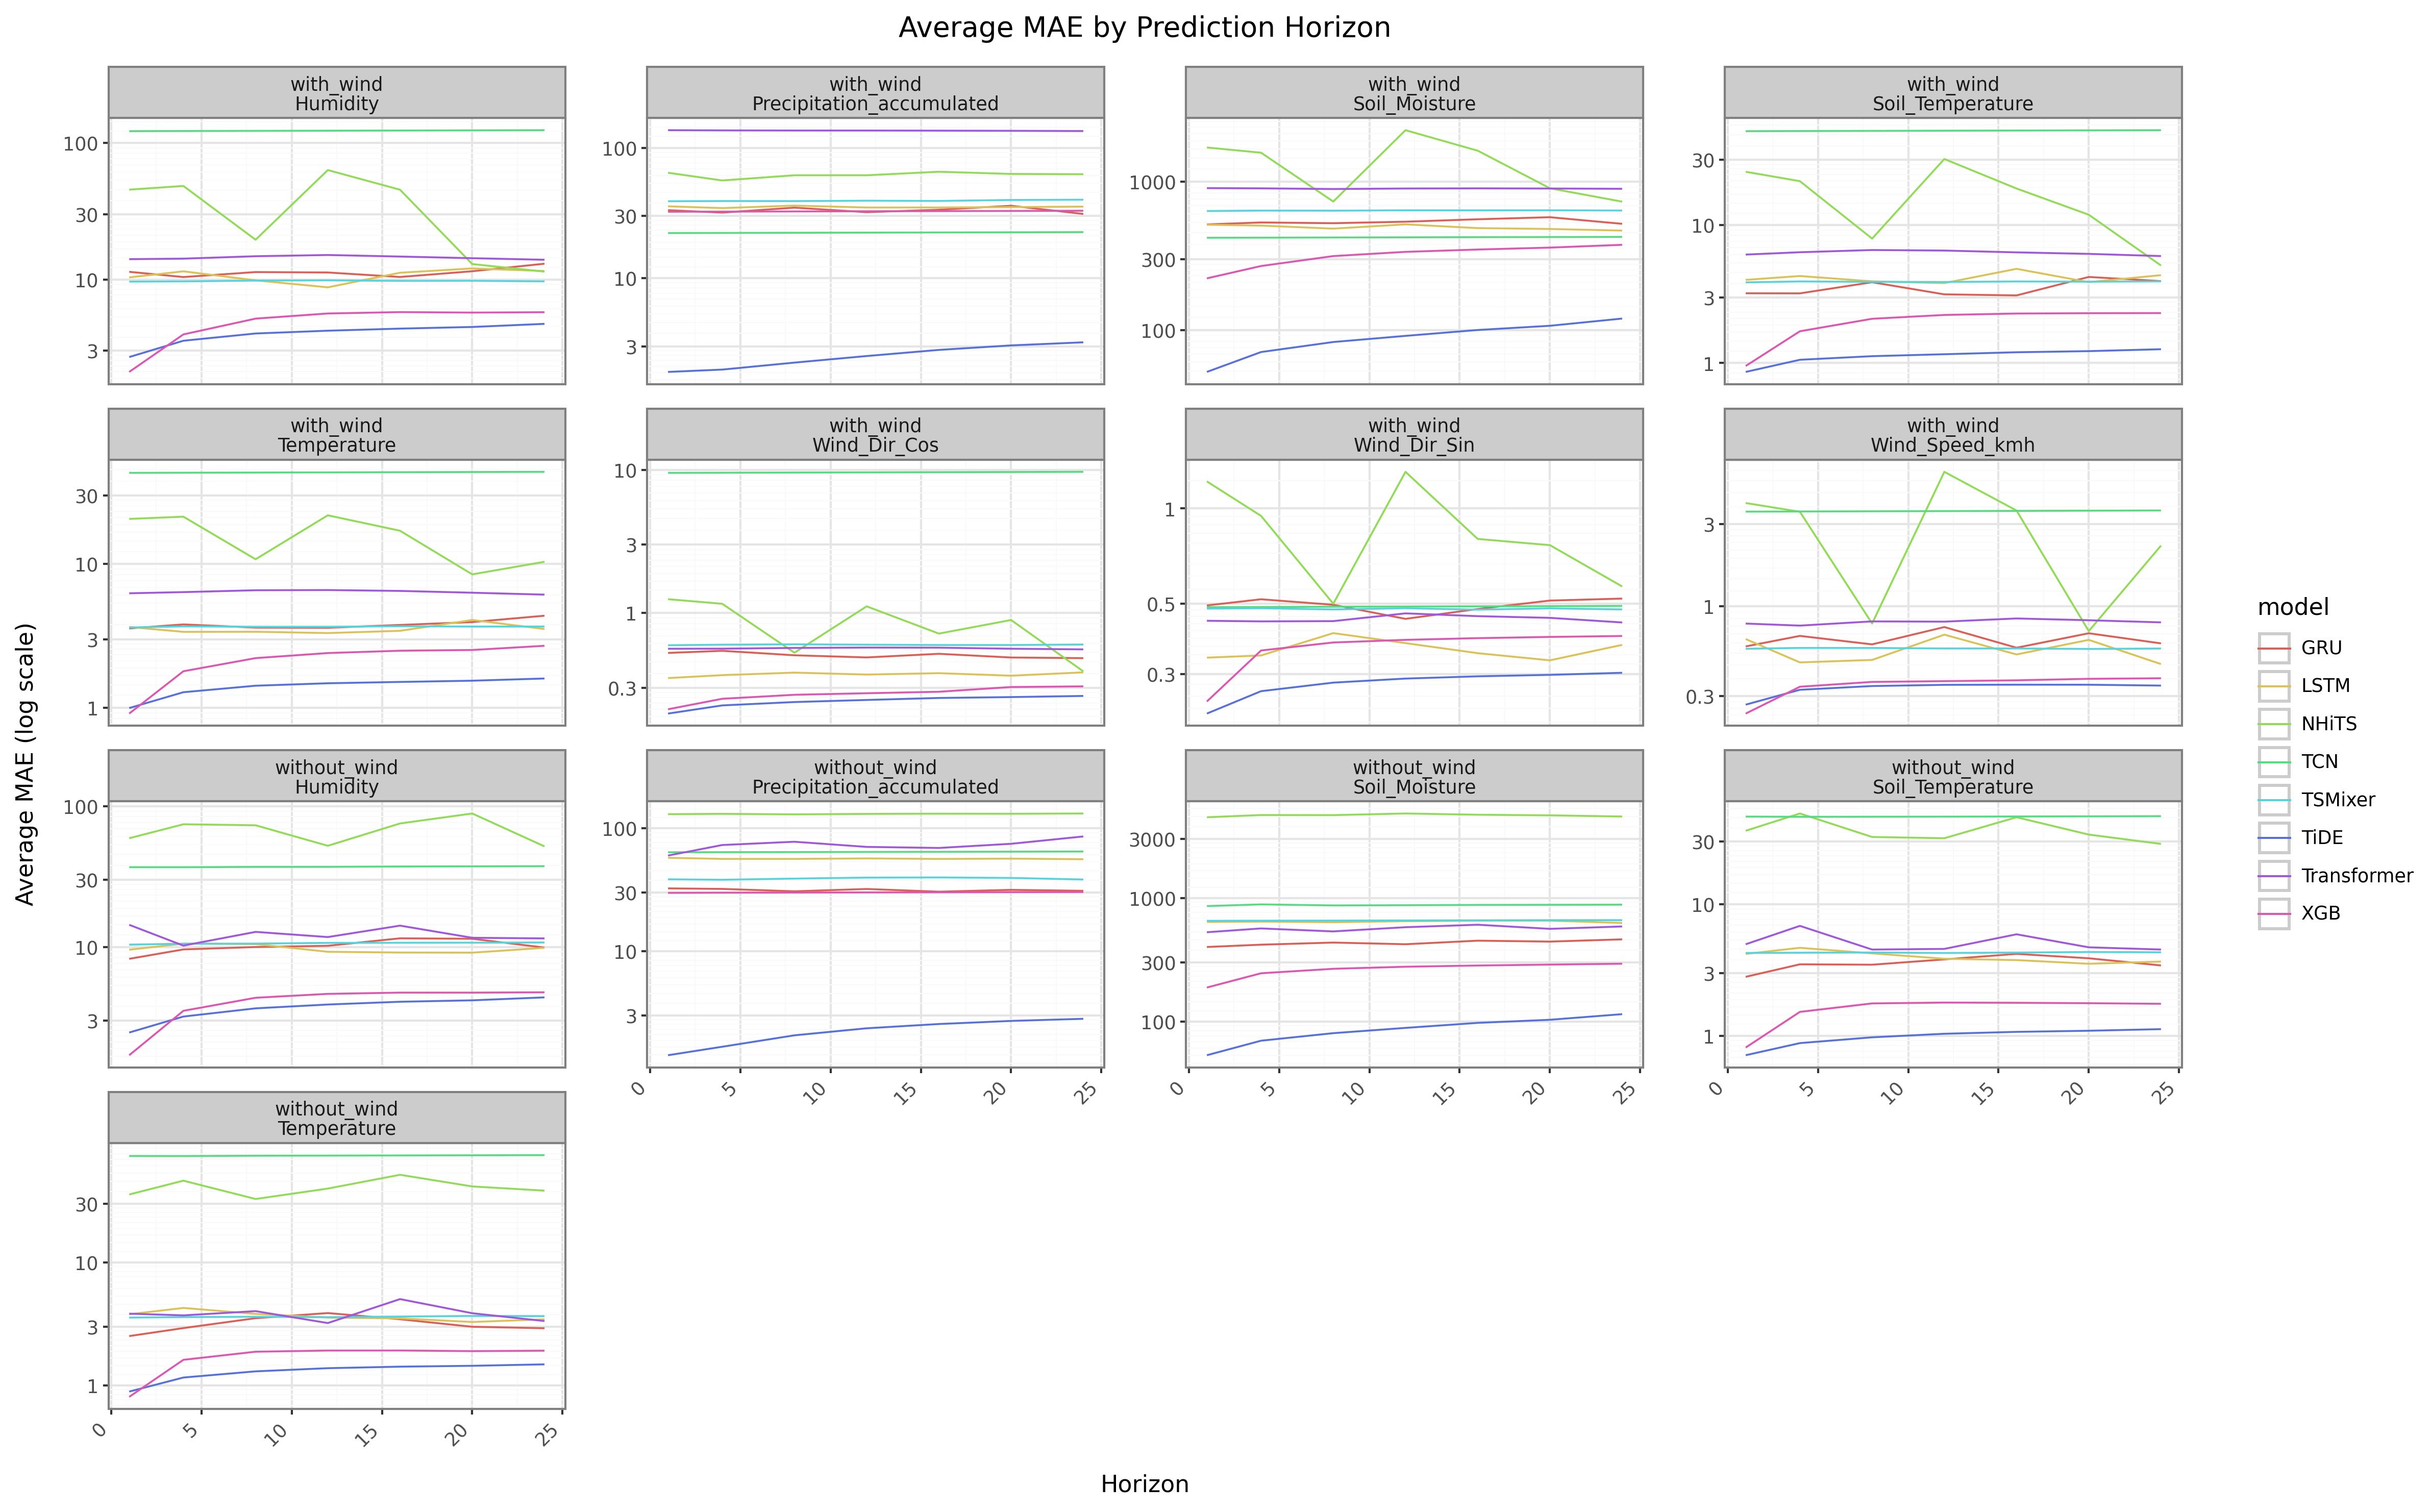 Average MAE by Prediction Horizon
with_wind
Humidity
100
30
10
3
with_wind
Precipitation_accumulated
100
30
10
3
with_wind
Soil_Moisture
1000
300
100
with_wind
Soil_Temperature
30
10
3
1
with_wind
Temperature
30
10
3
1
with_wind
Wind_Dir_Cos
10
3
1
0.3
with_wind
Wind_Dir_Sin
1
0.5
0.3
with_wind
Wind_Speed_kmh
3
1
0.3
without_wind
Humidity
100
30
10
3
without_wind
Precipitation_accumulated
100
30
10
3
0 5 10 15 20 25
without_wind
Soil_Moisture
3000
1000
300
100
0 5 10 15 20 25
without_wind
Soil_Temperature
30
10
3
1
0 5 10 15 20 25
without_wind
Temperature
30
10
3
1
0 5 10 15 20 25
Average MAE (log scale)
Horizon
model
GRU
LSTM
NHiTS
TCN
TSMixer
TiDE
Transformer
XGB